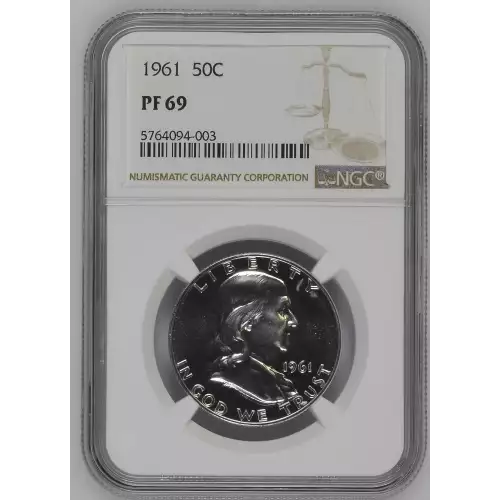 1961 50C
PF 69
5764094-003
NUMISMATIC GUARANTY CORPORATION
NGC®
LIBERTY
1961
IN GOD WE TRUST